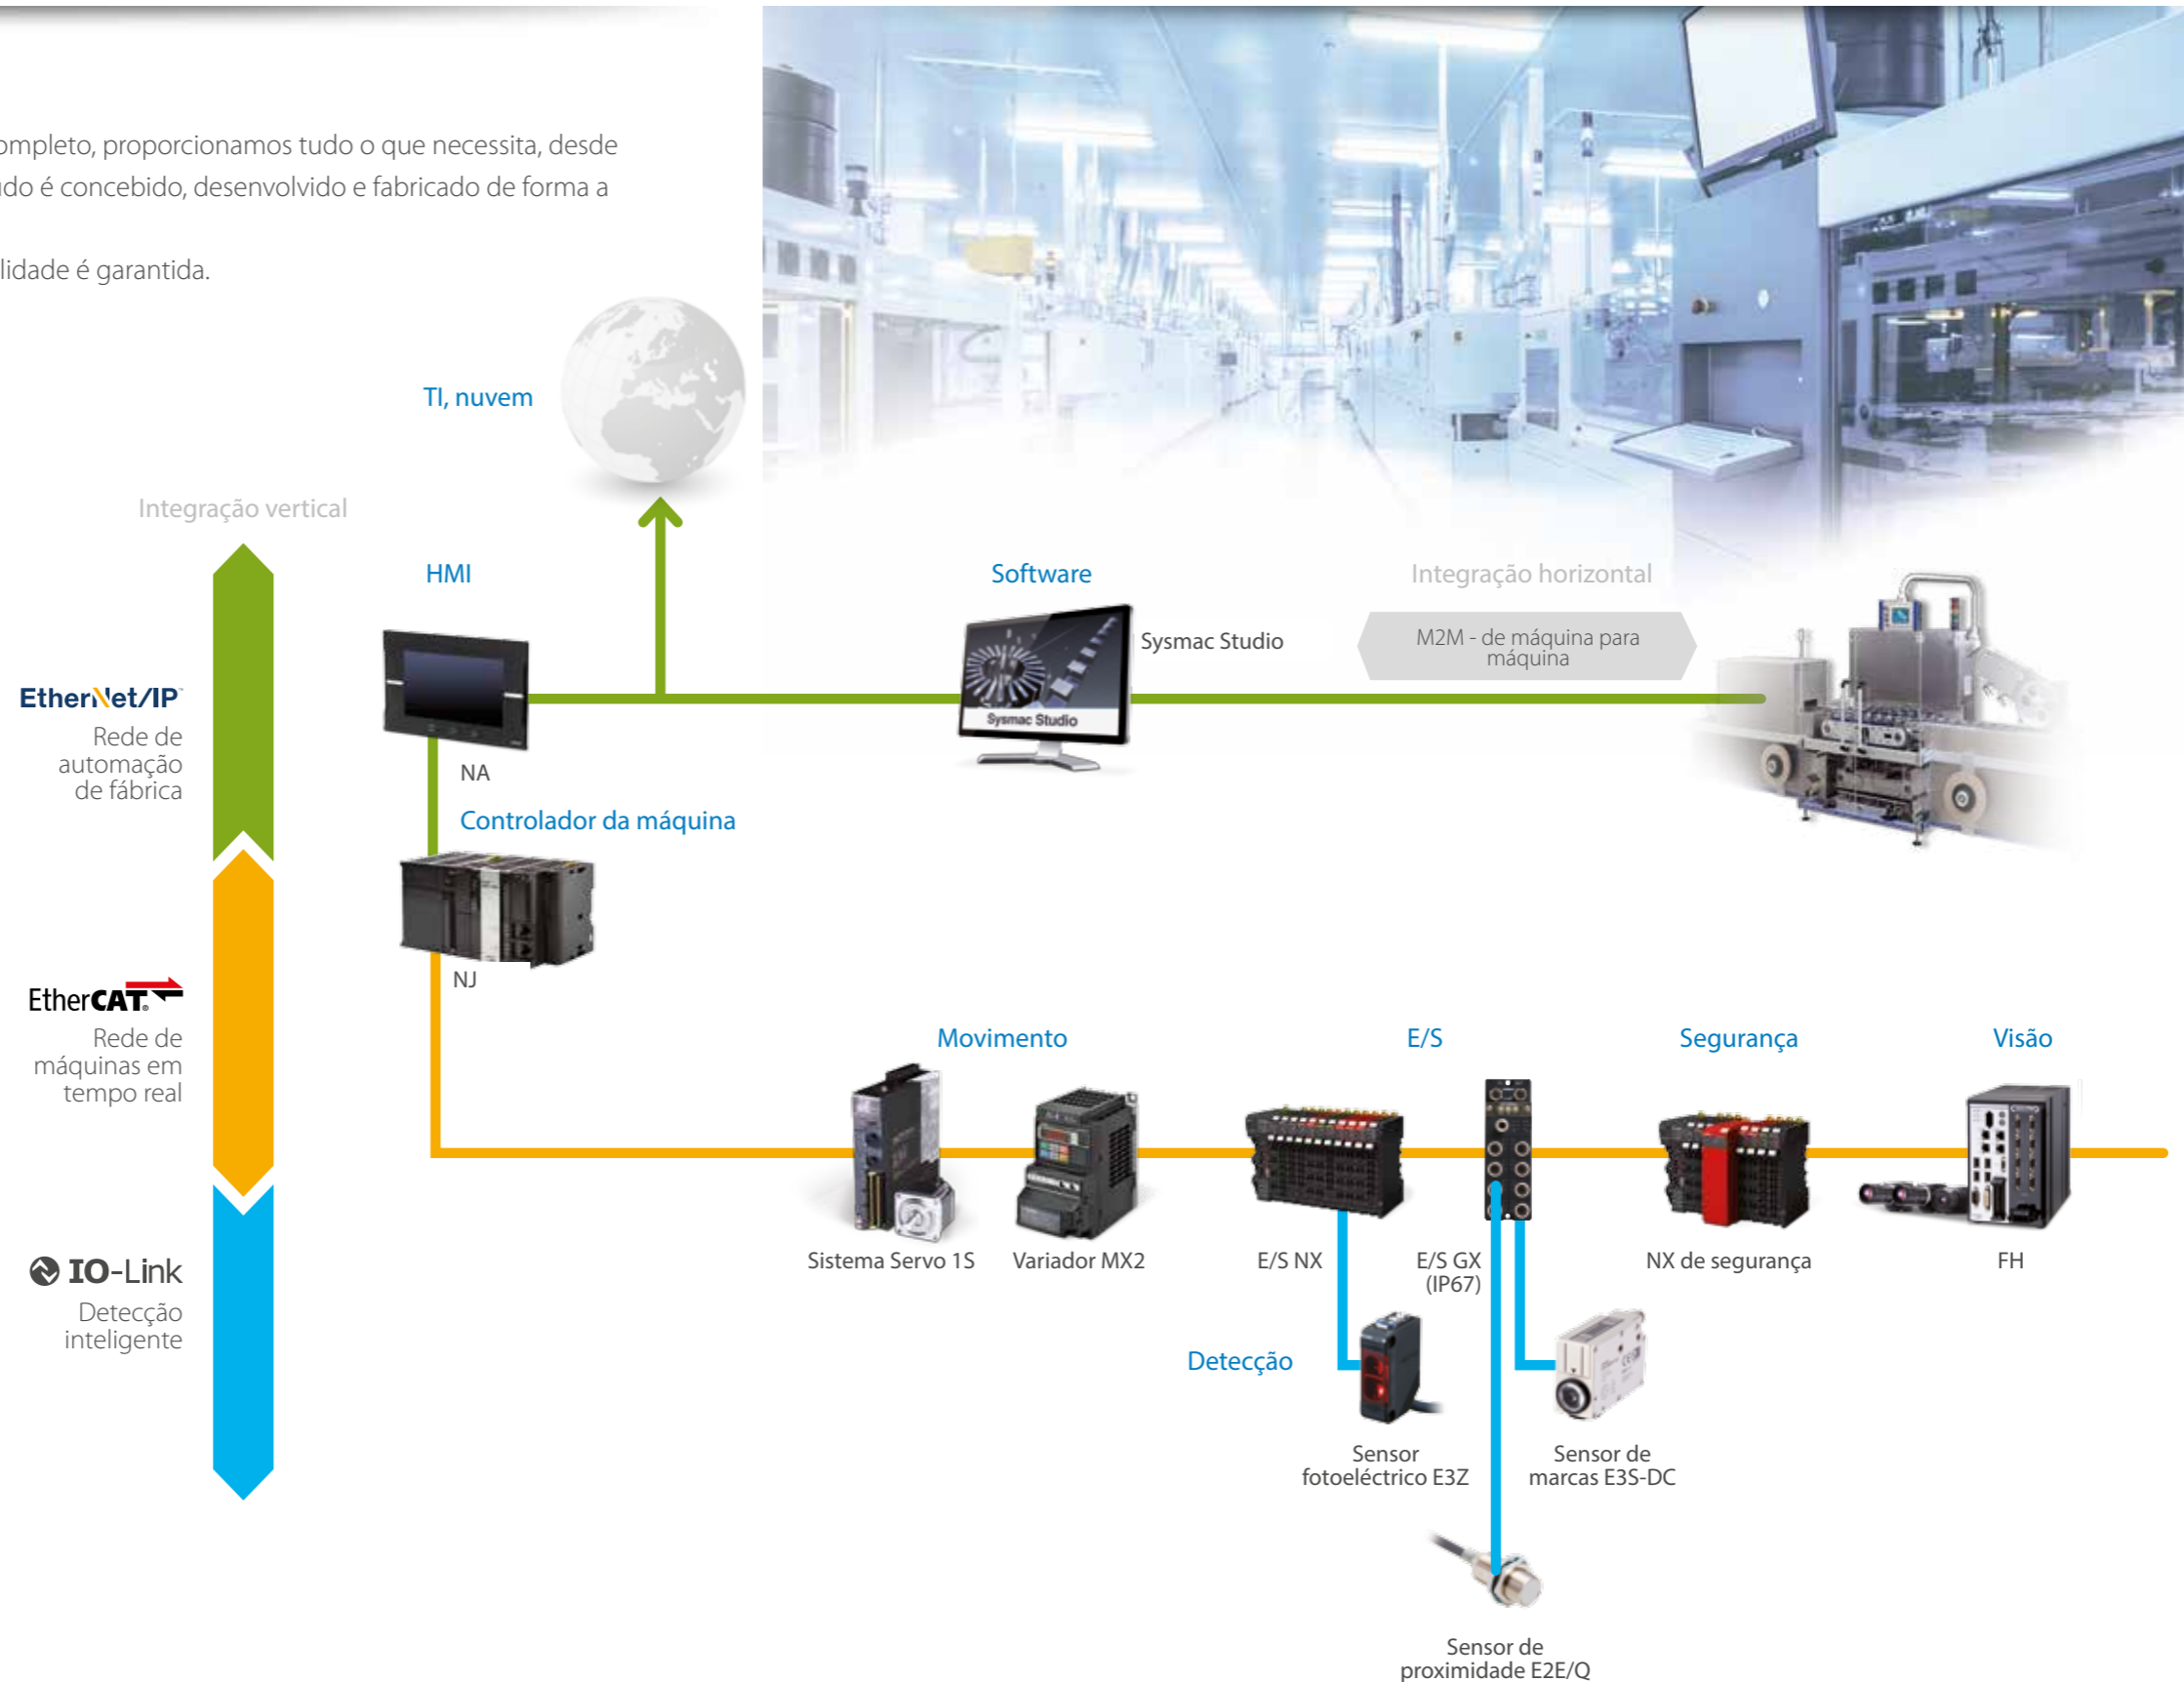 ompleto, proporcionamos tudo o que necessita, desde
udo é concebido, desenvolvido e fabricado de forma a
lidade é garantida.
TI, nuvem
Integração vertical
HMI
Software
Integração horizontal
Sysmac Studio
M2M - de máquina para
máquina
EtherNet/IP™
Sysmac Studio
Rede de
automação
de fábrica
NA
Controlador da máquina
NJ
EtherCAT®
Rede de
máquinas em
tempo real
Movimento
E/S
Segurança
Visão
Sistema Servo 1S
Variador MX2
E/S NX
E/S GX
(IP67)
NX de segurança
FH
IO-Link
Detecção
inteligente
Detecção
Sensor
fotoeléctrico E3Z
Sensor de
marcas E3S-DC
Sensor de
proximidade E2E/Q